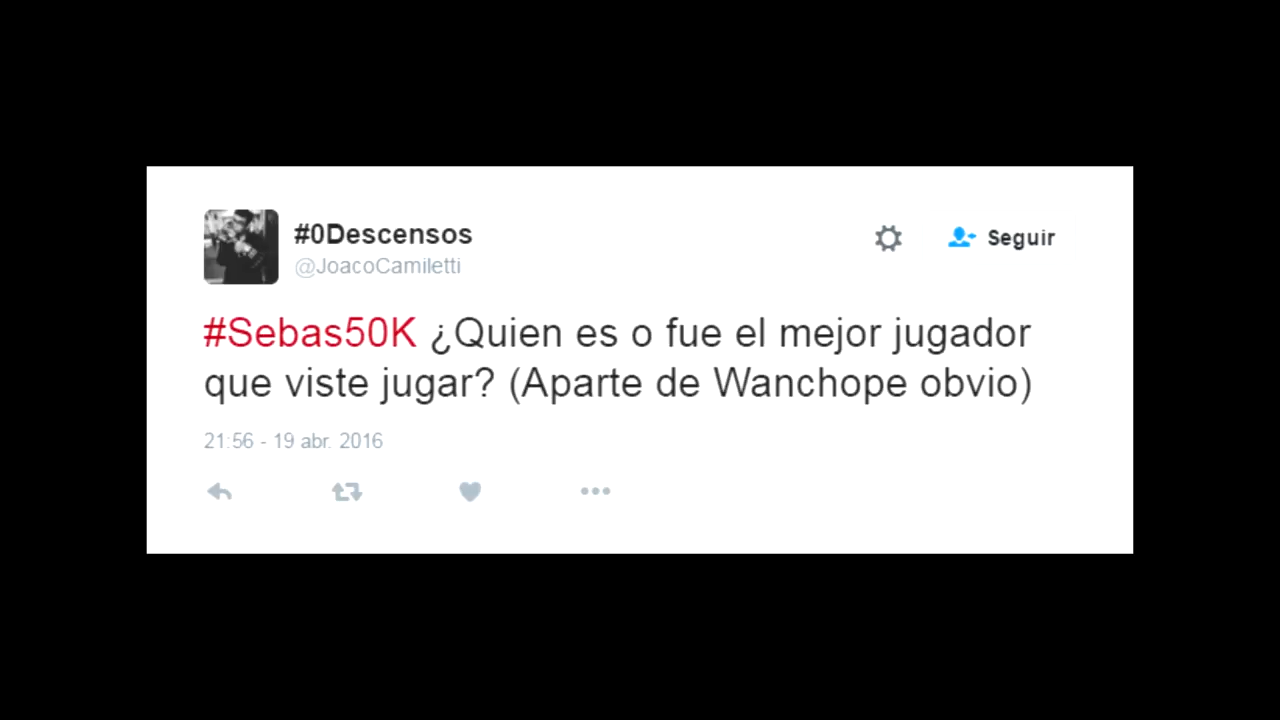 #0Descensos
@JoacoCamiletti
Seguir
#Sebas50K ¿Quien es o fue el mejor jugador
que viste jugar? (Aparte de Wanchope obvio)
21:56 - 19 abr. 2016